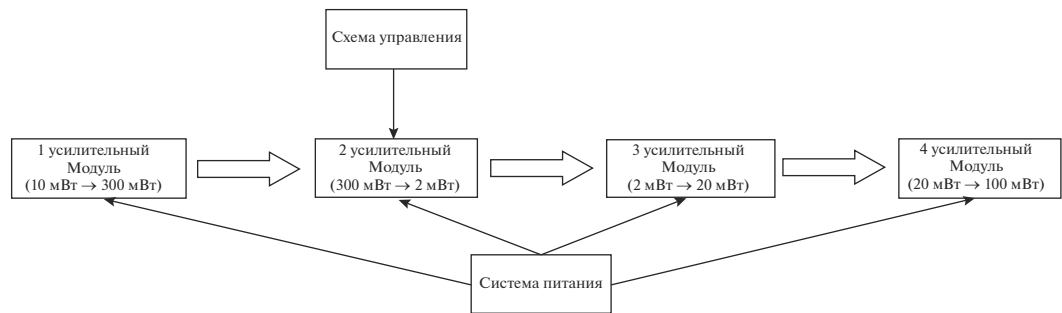 Схема управления
1 усилительный
Модуль
(10 мВт → 300 мВт)
2 усилительный
Модуль
(300 мВт → 2 мВт)
3 усилительный
Модуль
(2 мВт → 20 мВт)
4 усилительный
Модуль
(20 мВт → 100 мВт)
Система питания